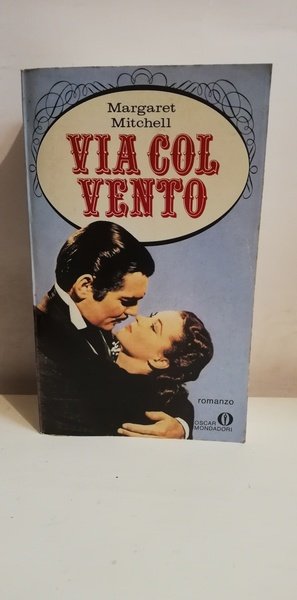 Margaret
Mitchell
VIA COL
VENTO
romanzo
OSCAR
MONDADORI